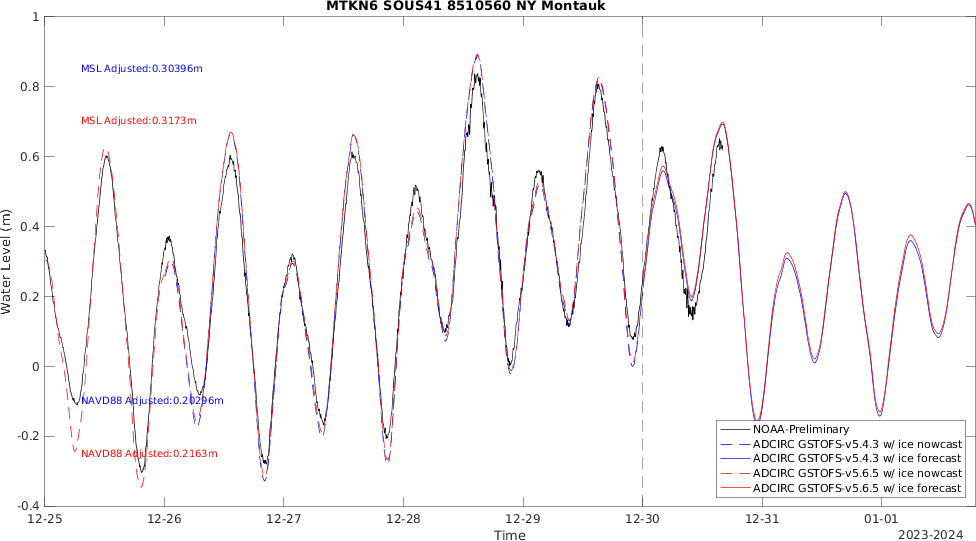 MTKN6 SOUS41 8510560 NY Montauk
1
0.8
0.6
0.4
0.2
0
-0.2
-0.4
Water Level (m)
MSL Adjusted:0.30396m
MSL Adjusted:0.3173m
NAVD88 Adjusted:0.20296m
NAVD88 Adjusted:0.2163m
NOAA-Preliminary
ADCIRC GSTOFS-v5.4.3 w/ ice nowcast
ADCIRC GSTOFS-v5.4.3 w/ ice forecast
ADCIRC GSTOFS-v5.6.5 w/ ice nowcast
ADCIRC GSTOFS-v5.6.5 w/ ice forecast
12-25 12-26 12-27 12-28 12-29 12-30 12-31 01-01
Time
2023-2024